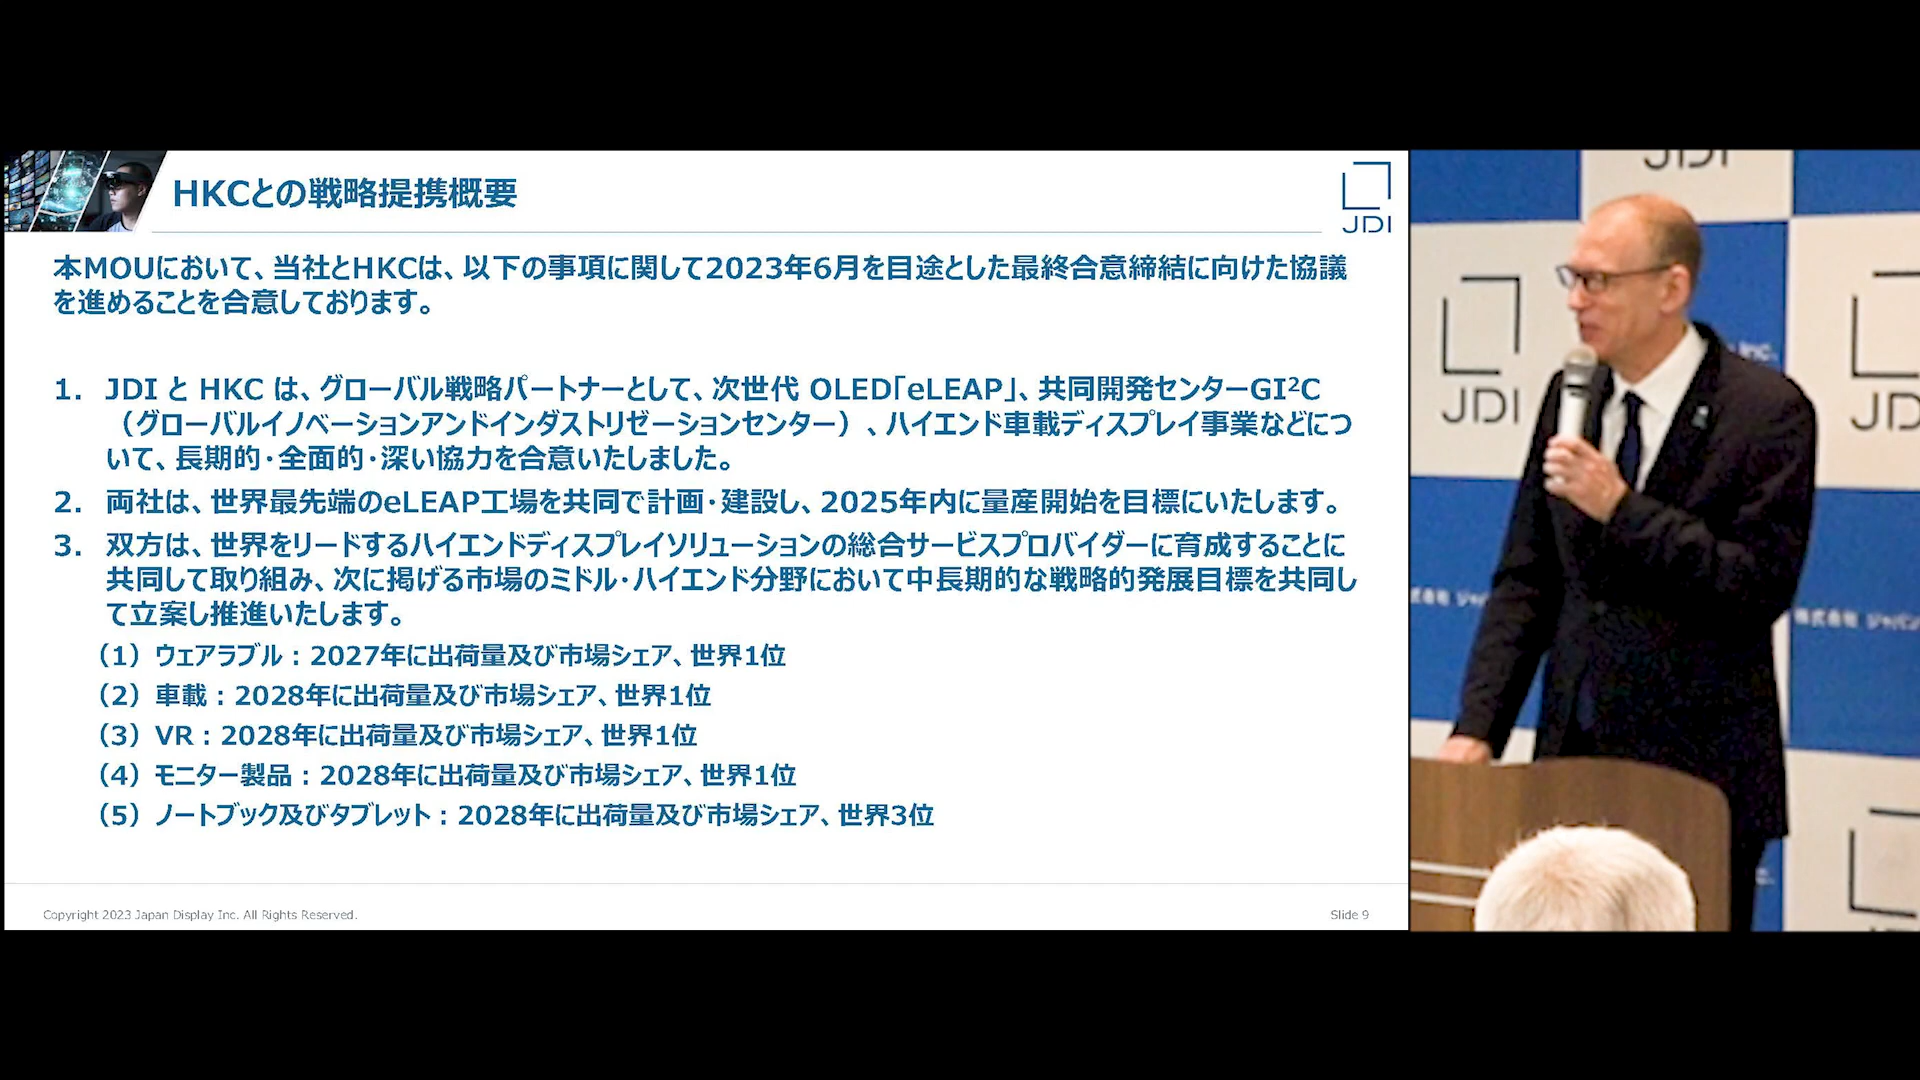 HKCとの戦略提携概要
JDI
本MOUにおいて、当社とHKCは、以下の事項に関して2023年6月を目途とした最終合意締結に向けた協議
を進めることを合意しております。
1. JDI と HKC は、グローバル戦略パートナーとして、次世代 OLED「eLEAP」、共同開発センターGI²C
（グローバルイノベーションアンドインダストリゼーションセンター）、ハイエンド車載ディスプレイ事業などにつ
いて、長期的・全面的・深い協力を合意いたしました。
2. 両社は、世界最先端のeLEAP工場を共同で計画・建設し、2025年内に量産開始を目標にいたします。
3. 双方は、世界をリードするハイエンドディスプレイソリューションの総合サービスプロバイダーに育成することに
共同して取り組み、次に掲げる市場のミドル・ハイエンド分野において中長期的な戦略的発展目標を共同し
て立案し推進いたします。
（1）ウェアラブル：2027年に出荷量及び市場シェア、世界1位
（2）車載：2028年に出荷量及び市場シェア、世界1位
（3）VR：2028年に出荷量及び市場シェア、世界1位
（4）モニター製品：2028年に出荷量及び市場シェア、世界1位
（5）ノートブック及びタブレット：2028年に出荷量及び市場シェア、世界3位
Copyright 2023 Japan Display Inc. All Rights Reserved.
Slide 9
JDI
Inc.
JDI
JDI
株式会社 ジャパン
JDI